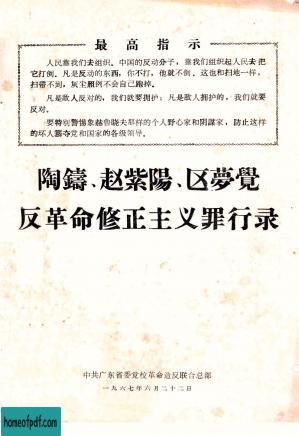 最高指示
人民靠我们去组织。中国的反动分子，靠我们组织起人民去把
它打倒。凡是反动的东西，你不打，他就不倒。这也和扫地一样，
扫帚不到，灰尘照例不会自己跑掉。
凡是敌人反对的，我们就要拥护；凡是敌人拥护的，我们就要
反对。
要特别警惕象赫鲁晓夫那样的个人野心家和阴谋家，防止这样
的坏人篡夺党和国家的各级领导。
陶鑄、赵紫陽、区夢覺
反革命修正主义罪行录
中共广东省委党校革命造反联合总部
一九六七年六月二十二日
homeofpdf.com